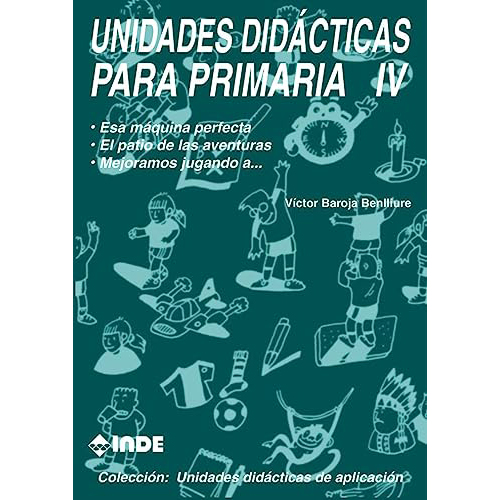 UNIDADES DIDÁCTICAS
PARA PRIMARIA IV
• Esa máquina perfecta
• El patio de las aventuras
• Mejoramos jugando a...
Víctor Baroja Benlliure
INDE
Colección: Unidades didácticas de aplicación